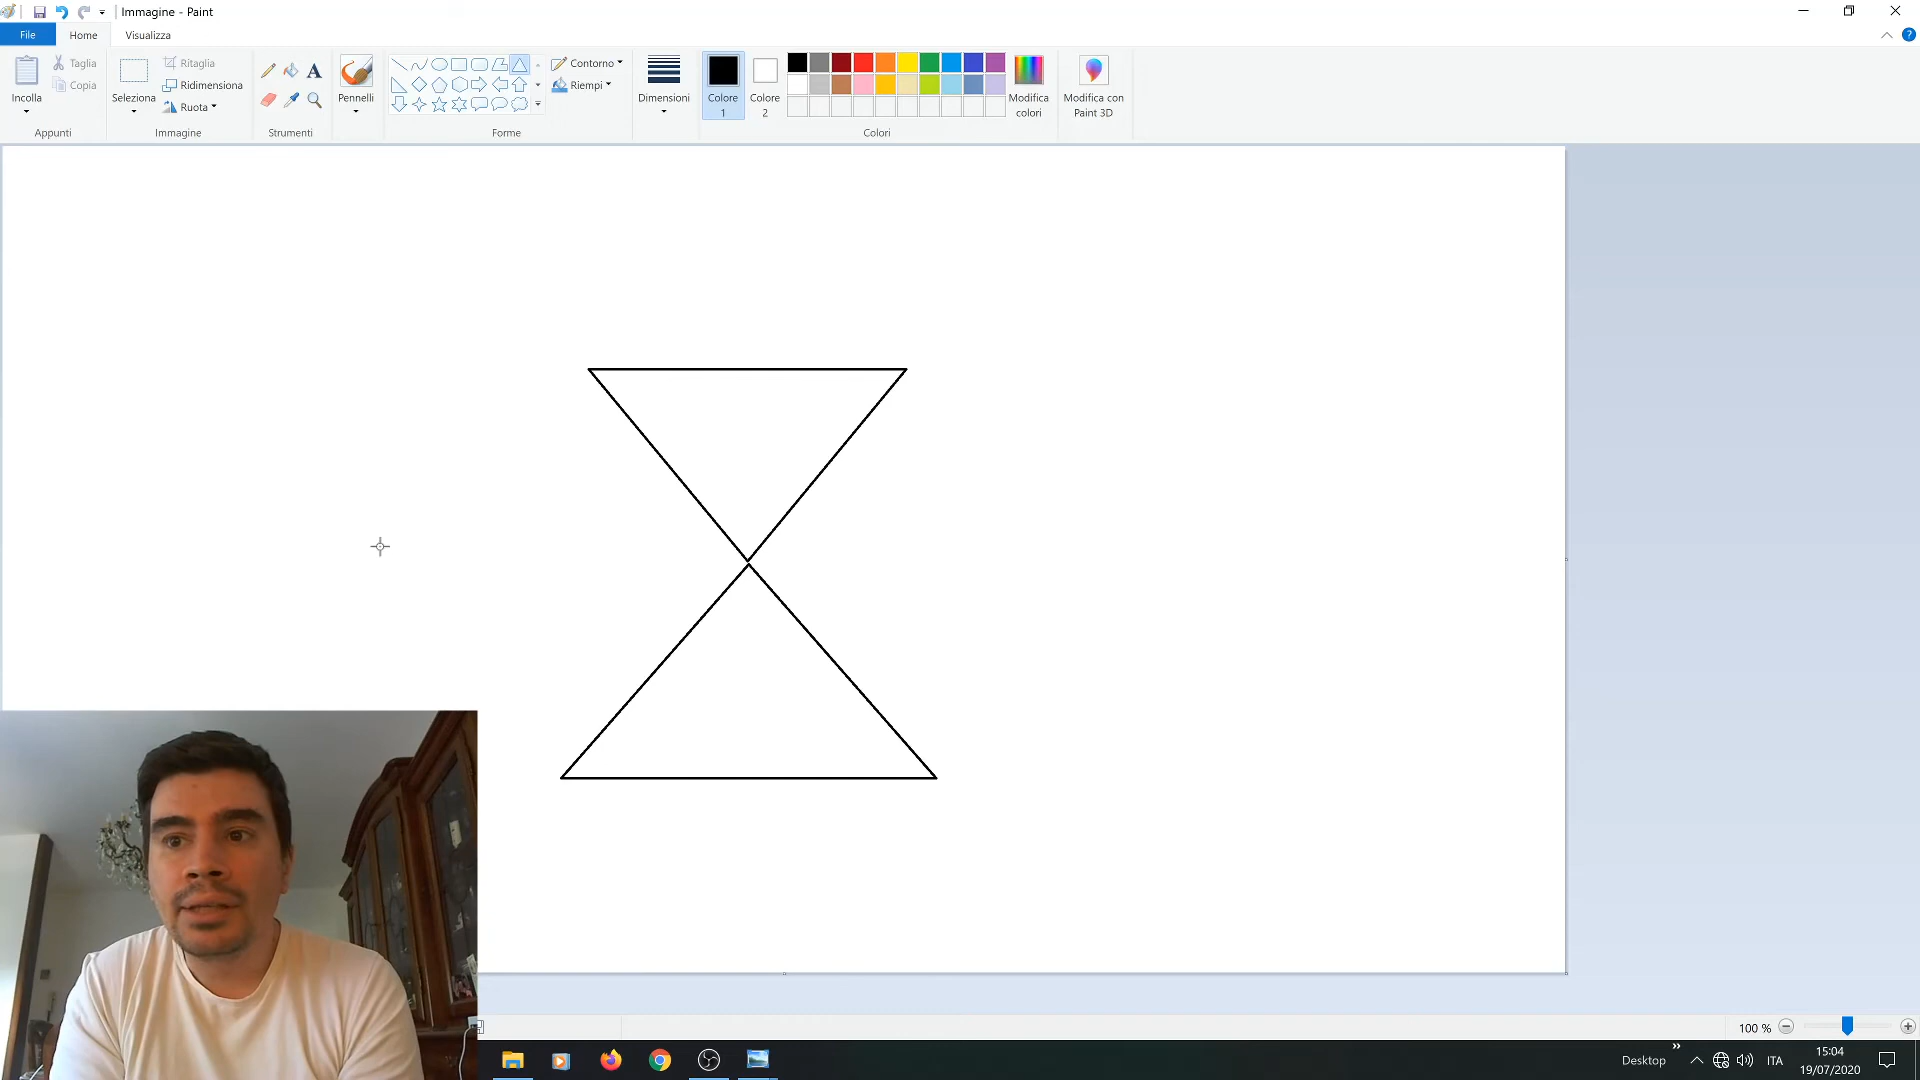 Immagine - Paint
File Home Visualizza
Incolla
Taglia
Copia
Appunti
Seleziona
Ritaglia
Ridimensiona
Ruota
Immagine
A
Strumenti
Pennelli
Forme
Contorno
Riempi
Dimensioni
Colore
1
Colore
2
Colori
Modifica
colori
Modifica con
Paint 3D
?
100 %
Desktop
ITA
15:04
19/07/2020